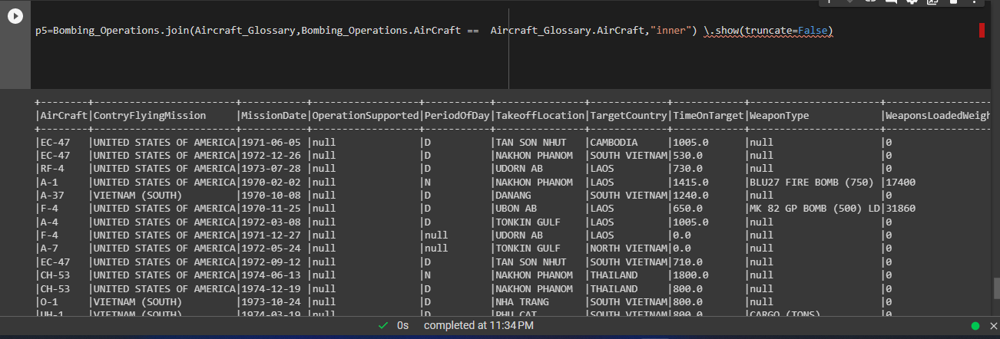 p5=Bombing_Operations.join(Aircraft_Glossary,Bombing_Operations.AirCraft ==  Aircraft_Glossary.AirCraft,"inner") \.show(truncate=False)
+--------+------------------------+-----------+------------------+-----------+---------------+-------------+------------+----------------------+-----------------
|AirCraft|ContryFlyingMission     |MissionDate|OperationSupported|PeriodOfDay|TakeoffLocation|TargetCountry|TimeOnTarget|WeaponType            |WeaponsLoadedWeigh
+--------+------------------------+-----------+------------------+-----------+---------------+-------------+------------+----------------------+-----------------
|EC-47   |UNITED STATES OF AMERICA|1971-06-05 |null              |D          |TAN SON NHUT   |CAMBODIA     |1005.0      |null                  |0
|EC-47   |UNITED STATES OF AMERICA|1972-12-26 |null              |D          |NAKHON PHANOM  |SOUTH VIETNAM|530.0       |null                  |0
|RF-4    |UNITED STATES OF AMERICA|1973-07-28 |null              |D          |UDORN AB       |LAOS         |730.0       |null                  |0
|A-1     |UNITED STATES OF AMERICA|1970-02-02 |null              |N          |NAKHON PHANOM  |LAOS         |1415.0      |BLU27 FIRE BOMB (750) |17400
|A-37    |VIETNAM (SOUTH)         |1970-10-08 |null              |D          |DANANG         |SOUTH VIETNAM|1240.0      |null                  |0
|F-4     |UNITED STATES OF AMERICA|1970-11-25 |null              |D          |UBON AB        |LAOS         |650.0       |MK 82 GP BOMB (500) LD|31860
|A-4     |UNITED STATES OF AMERICA|1972-03-08 |null              |D          |TONKIN GULF    |LAOS         |1005.0      |null                  |0
|F-4     |UNITED STATES OF AMERICA|1971-12-27 |null              |null       |UDORN AB       |LAOS         |0.0         |null                  |0
|A-7     |UNITED STATES OF AMERICA|1972-05-24 |null              |null       |TONKIN GULF    |NORTH VIETNAM|0.0         |null                  |0
|EC-47   |UNITED STATES OF AMERICA|1972-09-12 |null              |D          |TAN SON NHUT   |SOUTH VIETNAM|710.0       |null                  |0
|CH-53   |UNITED STATES OF AMERICA|1974-06-13 |null              |N          |NAKHON PHANOM  |THAILAND     |1800.0      |null                  |0
|CH-53   |UNITED STATES OF AMERICA|1974-12-19 |null              |D          |NAKHON PHANOM  |THAILAND     |800.0       |null                  |0
|O-1     |VIETNAM (SOUTH)         |1973-10-24 |null              |D          |NHA TRANG      |SOUTH VIETNAM|800.0       |null                  |0
|UH-1    |VIETNAM (SOUTH)         |1974-03-19 |null              |D          |PHU CAT        |SOUTH VIETNAM|800.0       |CARGO (TONS)          |0
0s completed at 11:34 PM